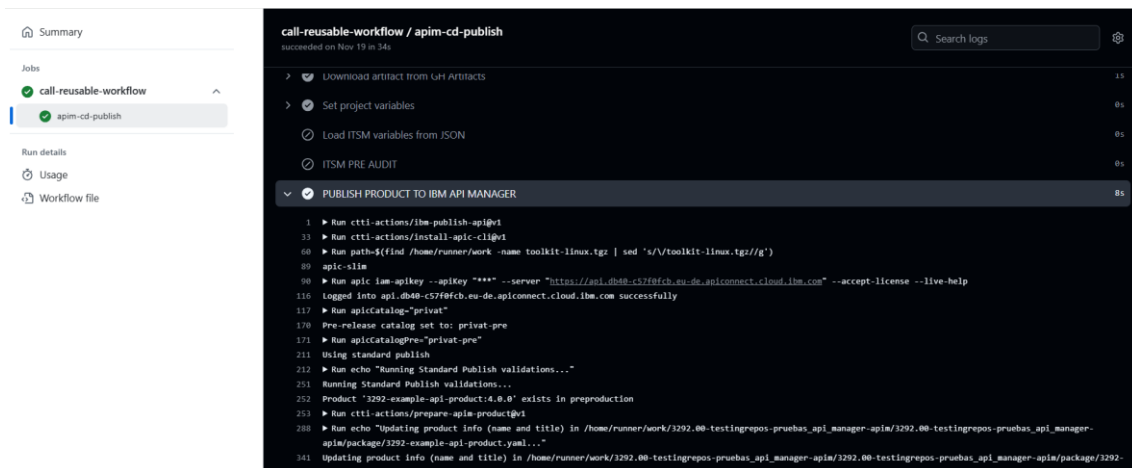 Summary
Jobs
call-reusable-workflow
apim-cd-publish
Run details
Usage
Workflow file
call-reusable-workflow / apim-cd-publish
succeeded on Nov 19 in 34s
Search logs
Download artifact from GH Artifacts 1s
Set project variables 0s
Load ITSM variables from JSON 0s
ITSM PRE AUDIT 0s
PUBLISH PRODUCT TO IBM API MANAGER 8s
1 ▶ Run ctti-actions/ibm-publish-api@v1
33 ▶ Run ctti-actions/install-apic-cli@v1
60 ▶ Run path=$(find /home/runner/work -name toolkit-linux.tgz | sed 's/\/toolkit-linux.tgz//g')
89 apic-slim
90 ▶ Run apic iam-apikey --apiKey "***" --server "https://api.db40-c57f0fcb.eu-de.apiconnect.cloud.ibm.com" --accept-license --live-help
116 Logged into api.db40-c57f0fcb.eu-de.apiconnect.cloud.ibm.com successfully
117 ▶ Run apicCatalog="privat"
170 Pre-release catalog set to: privat-pre
171 ▶ Run apicCatalogPre="privat-pre"
211 Using standard publish
212 ▶ Run echo "Running Standard Publish validations..."
251 Running Standard Publish validations...
252 Product '3292-example-api-product:4.0.0' exists in preproduction
253 ▶ Run ctti-actions/prepare-apim-product@v1
288 ▶ Run echo "Updating product info (name and title) in /home/runner/work/3292.00-testingrepos-pruebas_api_manager-apim/3292.00-testingrepos-pruebas_api_manager-
apim/package/3292-example-api-product.yaml..."
341 Updating product info (name and title) in /home/runner/work/3292.00-testingrepos-pruebas_api_manager-apim/3292.00-testingrepos-pruebas_api_manager-apim/package/3292-